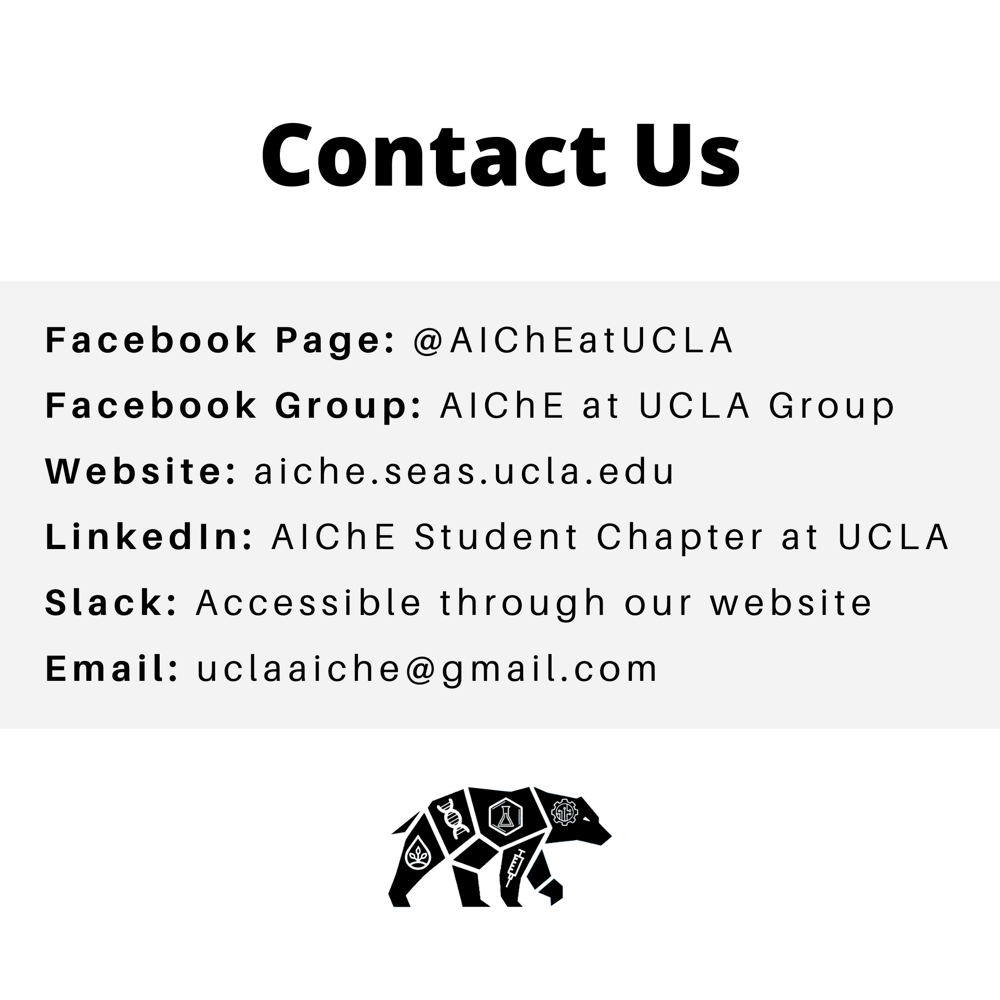 Contact Us
Facebook Page: @AIChEatUCLA
Facebook Group: AIChE at UCLA Group
Website: aiche.seas.ucla.edu
LinkedIn: AIChE Student Chapter at UCLA
Slack: Accessible through our website
Email: uclaaiche@gmail.com